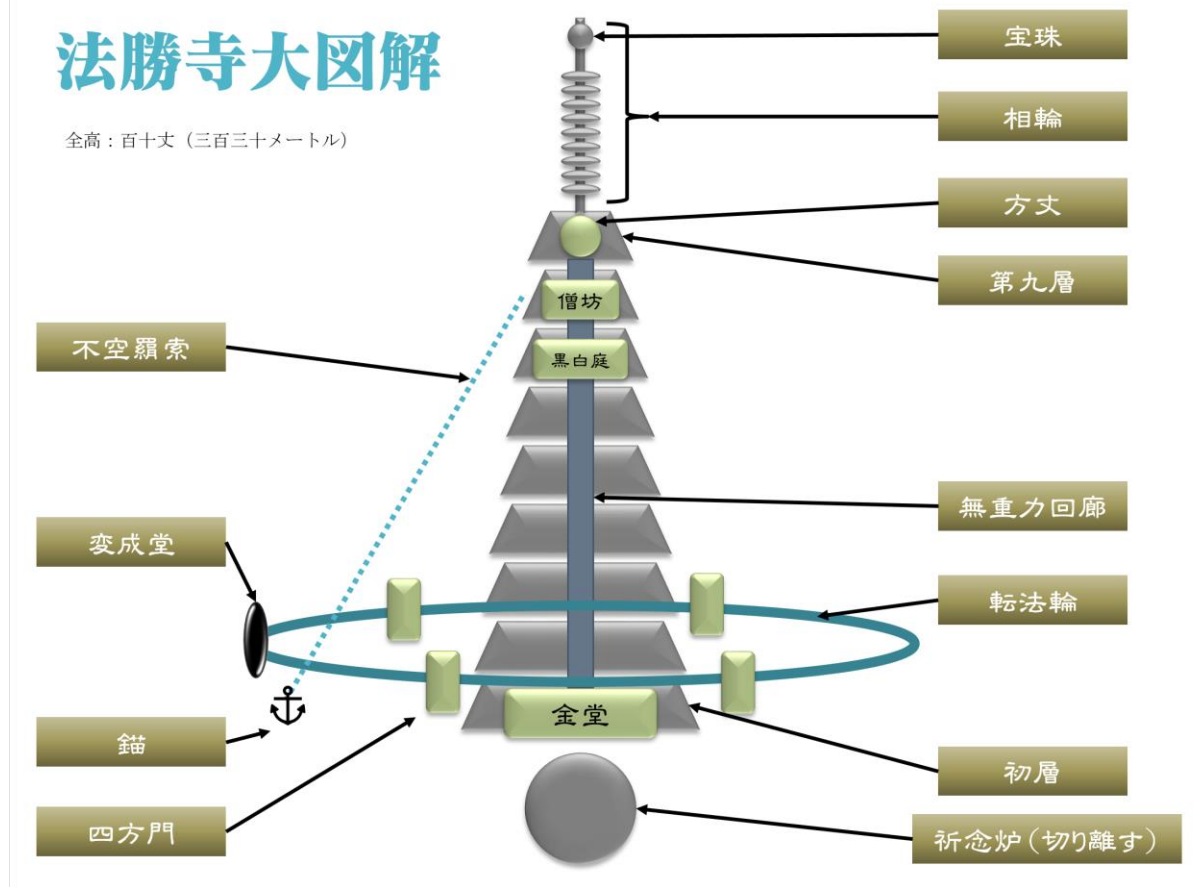 法勝寺大図解
全高：百十丈（三百三十メートル）
宝珠
相輪
方丈
第九層
僧坊
黒白庭
不空羂索
無重力回廊
変成堂
転法輪
金堂
錨
初層
四方門
祈念炉（切り離す）